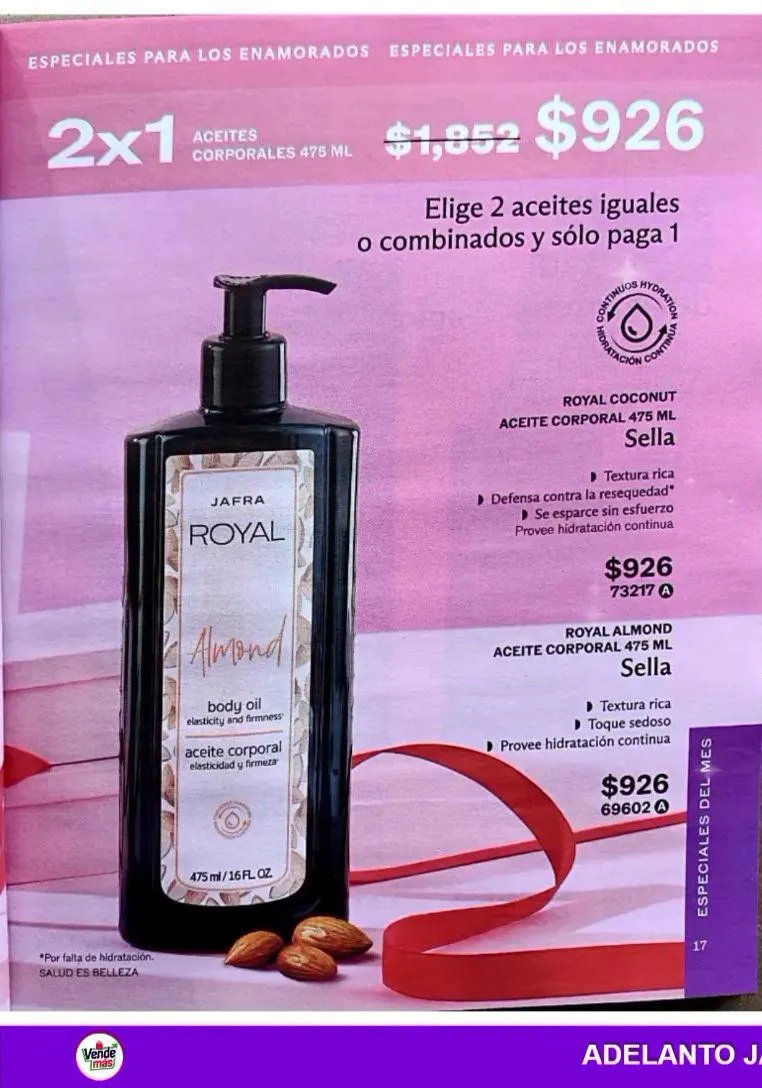 ESPECIALES PARA LOS ENAMORADOS ESPECIALES PARA LOS ENAMORADOS
2x1 ACEITES
CORPORALES 475 ML
$1,852 $926
Elige 2 aceites iguales
o combinados y sólo paga 1
CONTINUOS HYDRATION
HIDRATACIÓN CONTINUA
ROYAL COCONUT
ACEITE CORPORAL 475 ML
Sella
Textura rica
Defensa contra la resequedad*
Se esparce sin esfuerzo
Provee hidratación continua
$926
73217 A
ROYAL ALMOND
ACEITE CORPORAL 475 ML
Sella
Textura rica
Toque sedoso
Provee hidratación continua
$926
69602 A
JAFRA
ROYAL
Almond
body oil
elasticity and firmness
aceite corporal
elasticidad y firmeza
475 ml / 16 FL. OZ.
*Por falta de hidratación.
SALUD ES BELLEZA
ESPECIALES DEL MES
17
Vende
más
ADELANTO JA